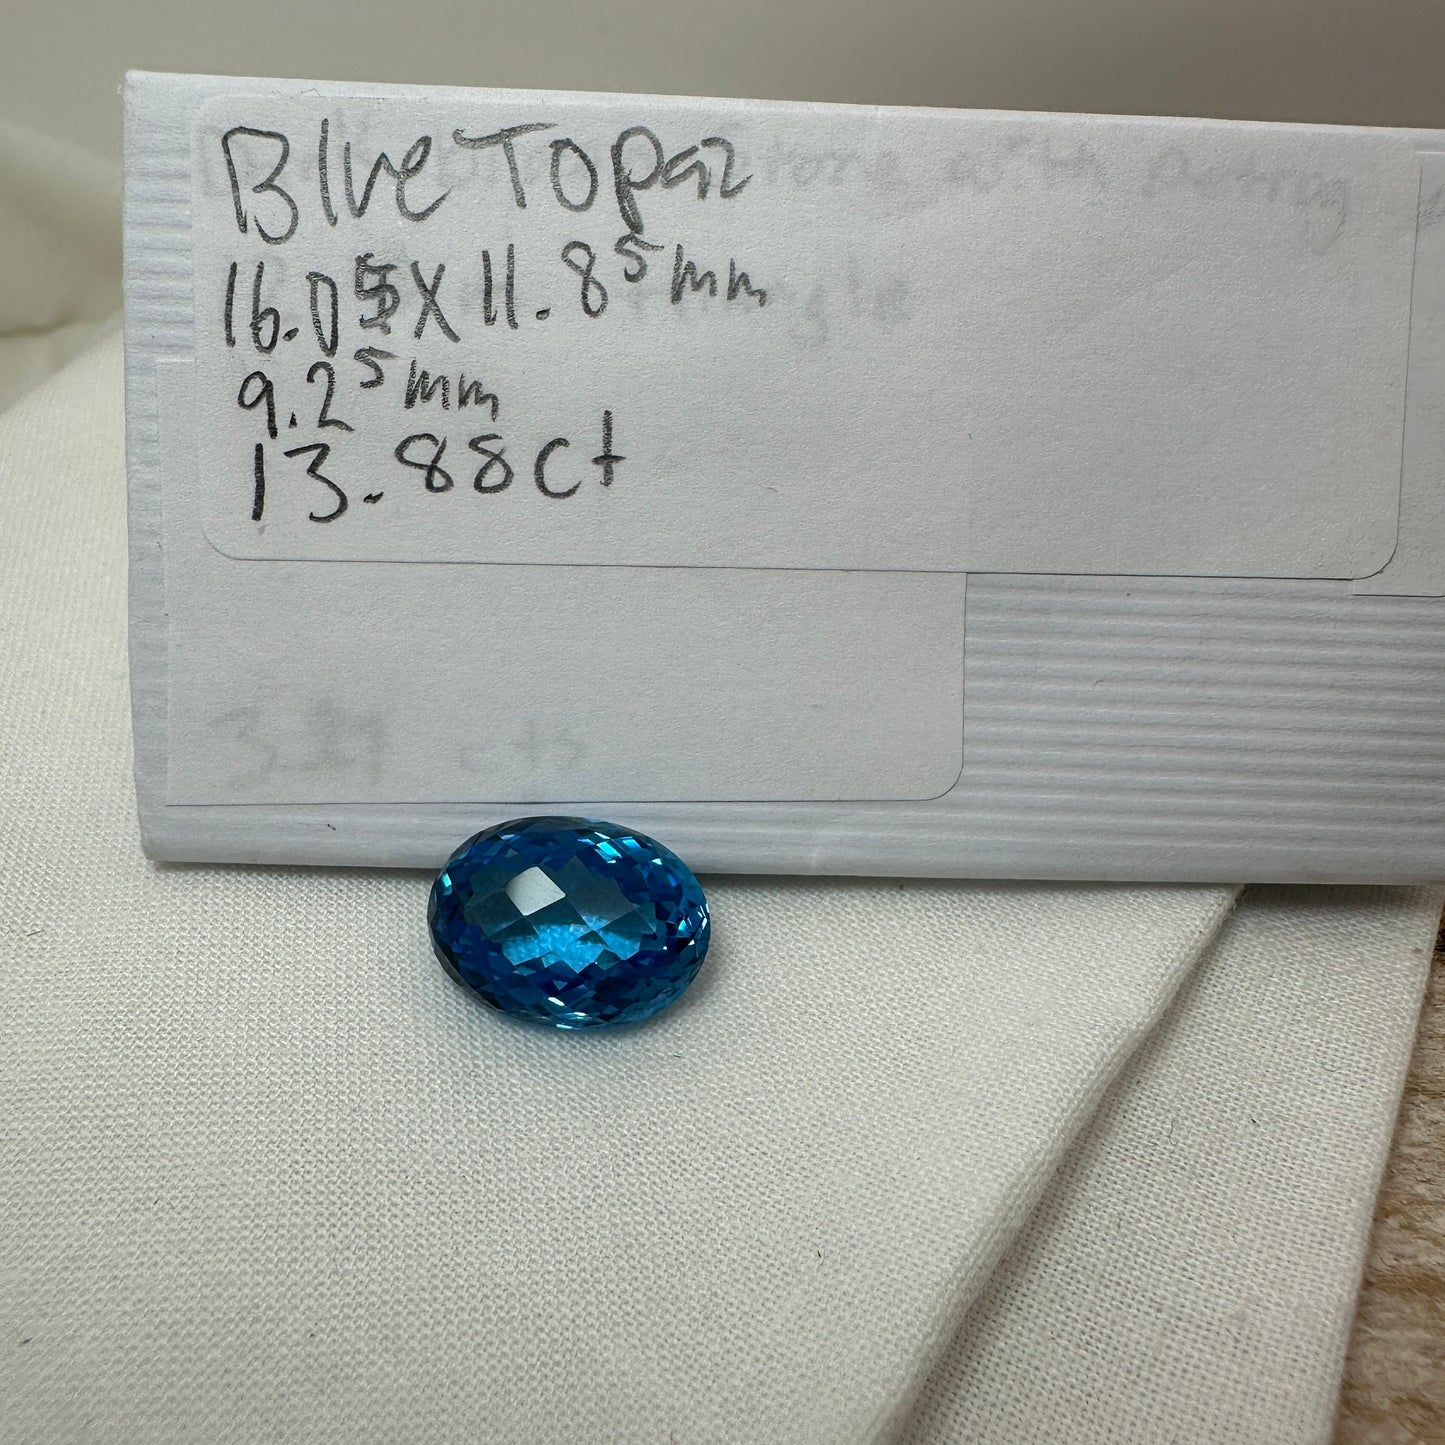 Blue Topaz
16.05X11.85mm
9.25mm
13.88ct